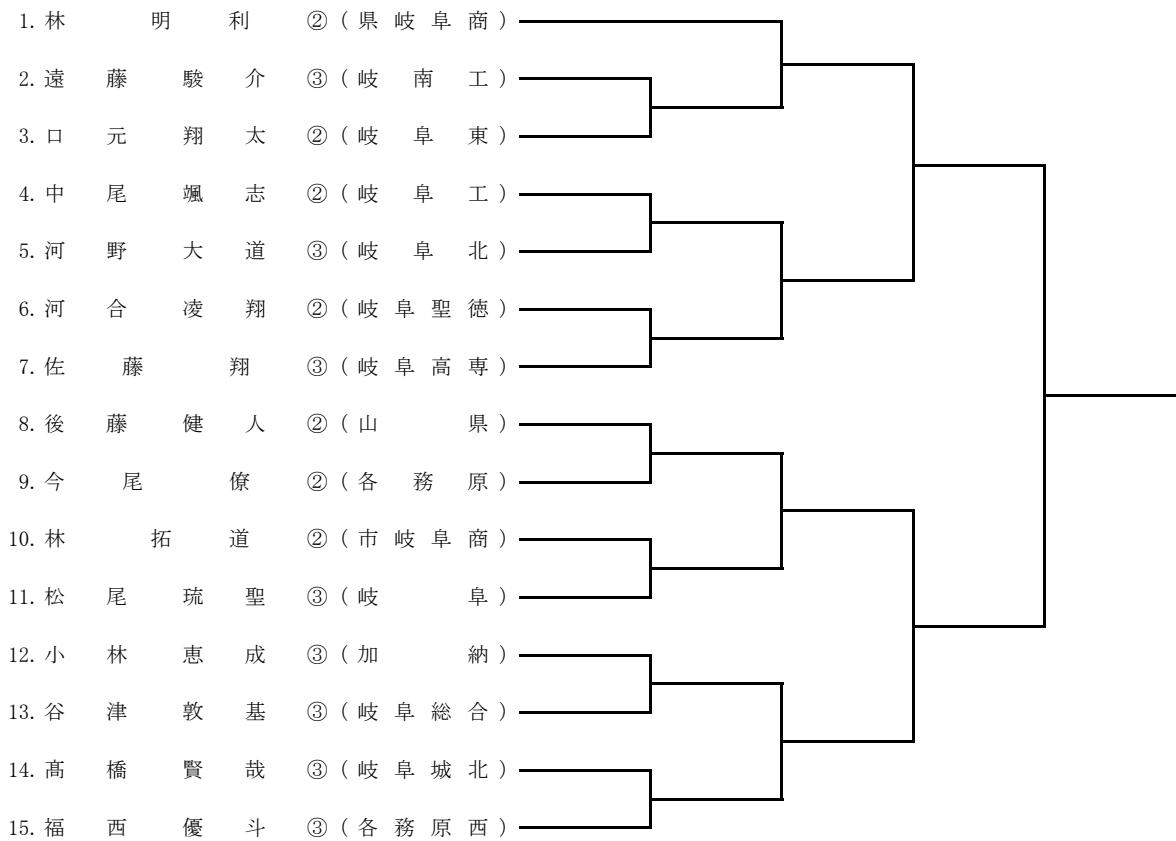 1. 林 明 利 ② ( 県 岐 阜 商 )
2. 遠 藤 駿 介 ③ ( 岐 南 工 )
3. 口 元 翔 太 ② ( 岐 阜 東 )
4. 中 尾 颯 志 ② ( 岐 阜 工 )
5. 河 野 大 道 ③ ( 岐 阜 北 )
6. 河 合 凌 翔 ② ( 岐 阜 聖 徳 )
7. 佐 藤 翔 ③ ( 岐 阜 高 専 )
8. 後 藤 健 人 ② ( 山 県 )
9. 今 尾 僚 ② ( 各 務 原 )
10. 林 拓 道 ② ( 市 岐 阜 商 )
11. 松 尾 琉 聖 ③ ( 岐 阜 )
12. 小 林 恵 成 ③ ( 加 納 )
13. 谷 津 敦 基 ③ ( 岐 阜 総 合 )
14. 髙 橋 賢 哉 ③ ( 岐 阜 城 北 )
15. 福 西 優 斗 ③ ( 各 務 原 西 )